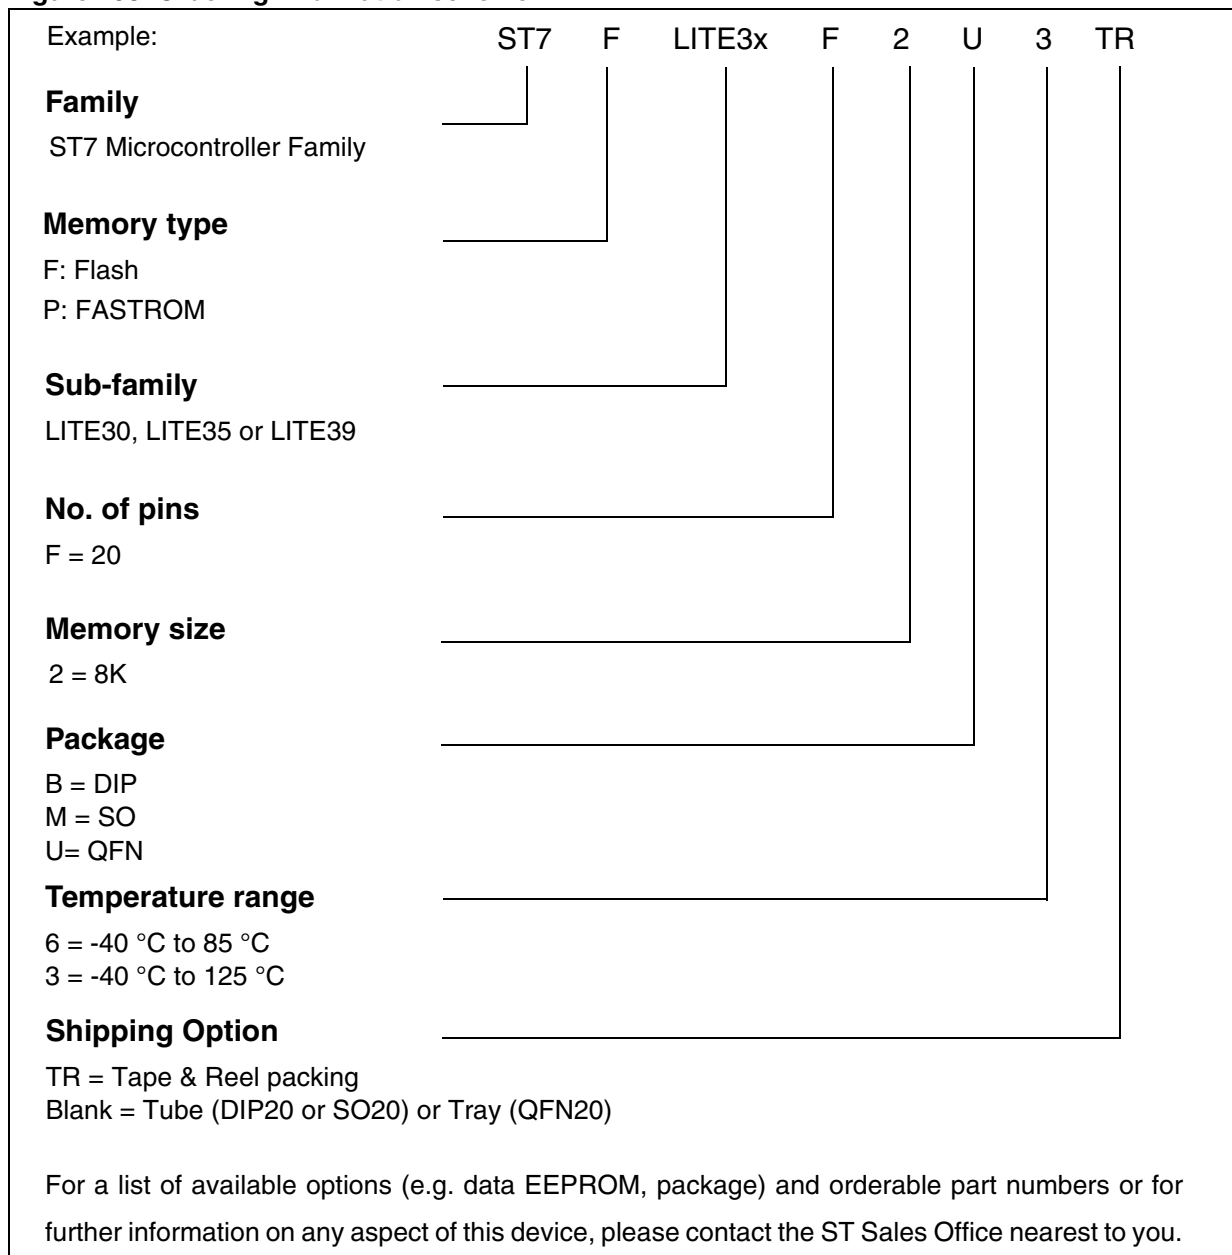 Example: ST7 F LITE3x F 2 U 3 TR
Family
ST7 Microcontroller Family
Memory type
F: Flash
P: FASTROM
Sub-family
LITE30, LITE35 or LITE39
No. of pins
F = 20
Memory size
2 = 8K
Package
B = DIP
M = SO
U= QFN
Temperature range
6 = -40 °C to 85 °C
3 = -40 °C to 125 °C
Shipping Option
TR = Tape & Reel packing
Blank = Tube (DIP20 or SO20) or Tray (QFN20)
For a list of available options (e.g. data EEPROM, package) and orderable part numbers or for
further information on any aspect of this device, please contact the ST Sales Office nearest to you.